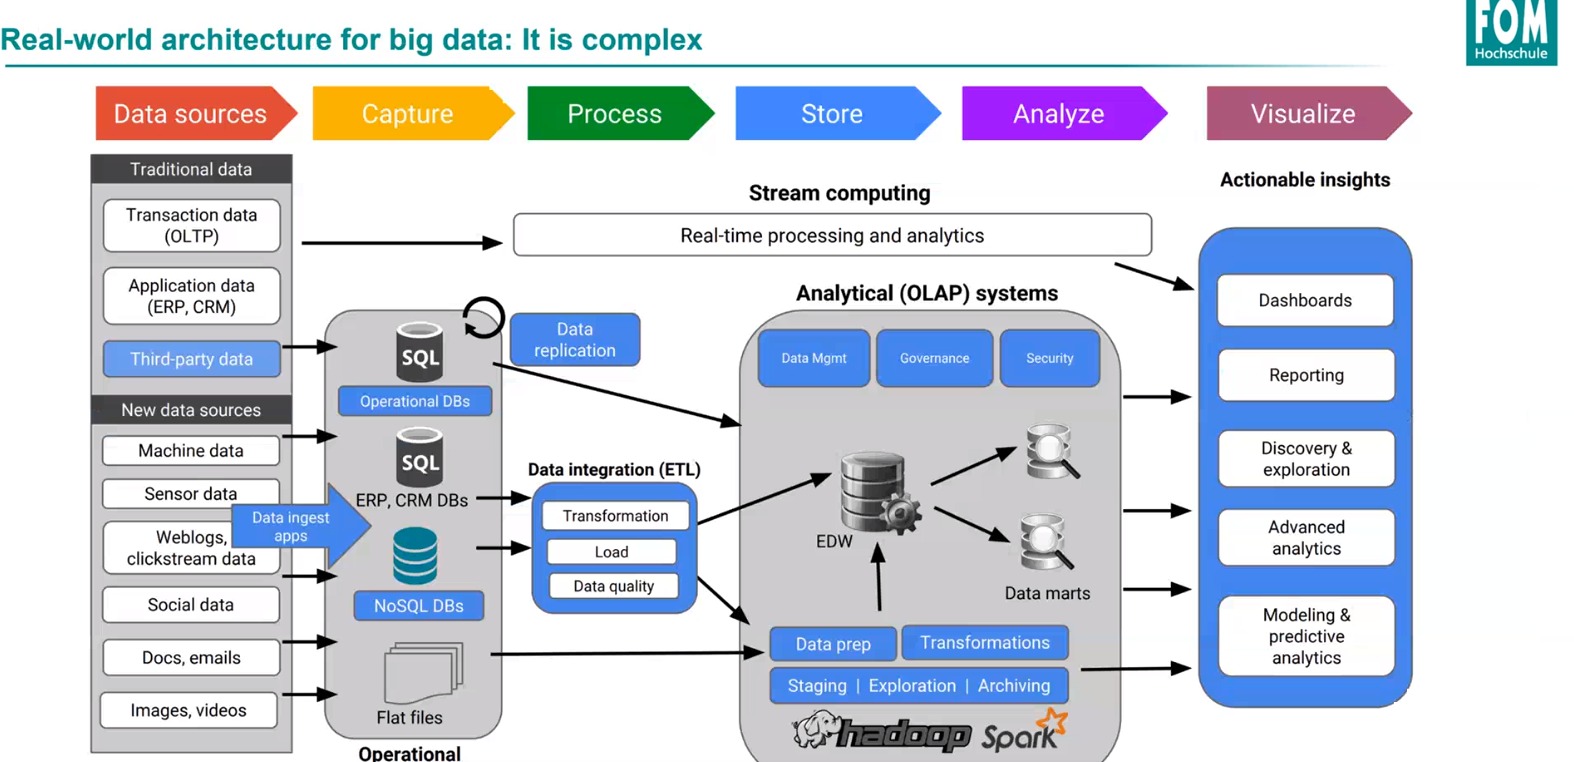 Real-world architecture for big data: It is complex
FOM
Hochschule
Data sources
Capture
Process
Store
Analyze
Visualize
Traditional data
Transaction data
(OLTP)
Application data
(ERP, CRM)
Third-party data
New data sources
Machine data
Sensor data
Weblogs,
clickstream data
Social data
Docs, emails
Images, videos
Data ingest
apps
SQL
Operational DBs
SQL
ERP, CRM DBs
NoSQL DBs
Flat files
Operational
Data
replication
Stream computing
Real-time processing and analytics
Data integration (ETL)
Transformation
Load
Data quality
Analytical (OLAP) systems
Data Mgmt
Governance
Security
EDW
Data marts
Data prep
Transformations
Staging | Exploration | Archiving
hadoop
Spark
Actionable insights
Dashboards
Reporting
Discovery &
exploration
Advanced
analytics
Modeling &
predictive
analytics